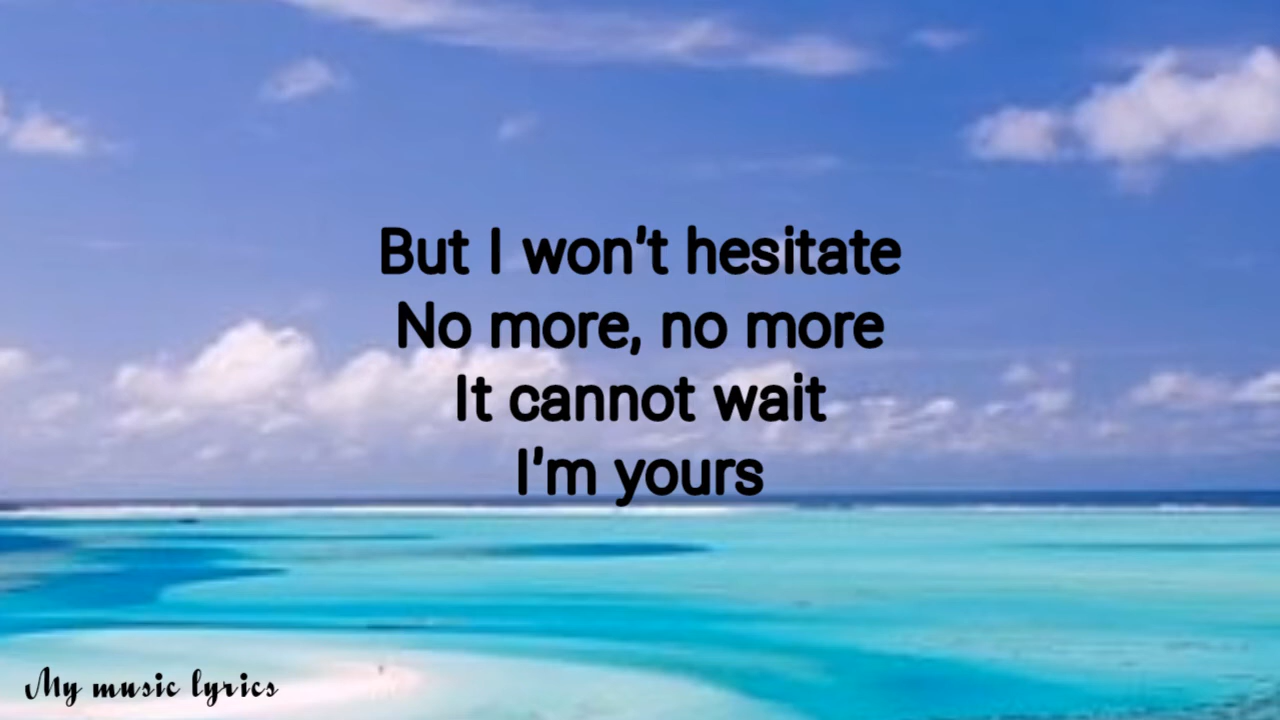 But I won't hesitate
No more, no more
It cannot wait
I'm yours
My music lyrics